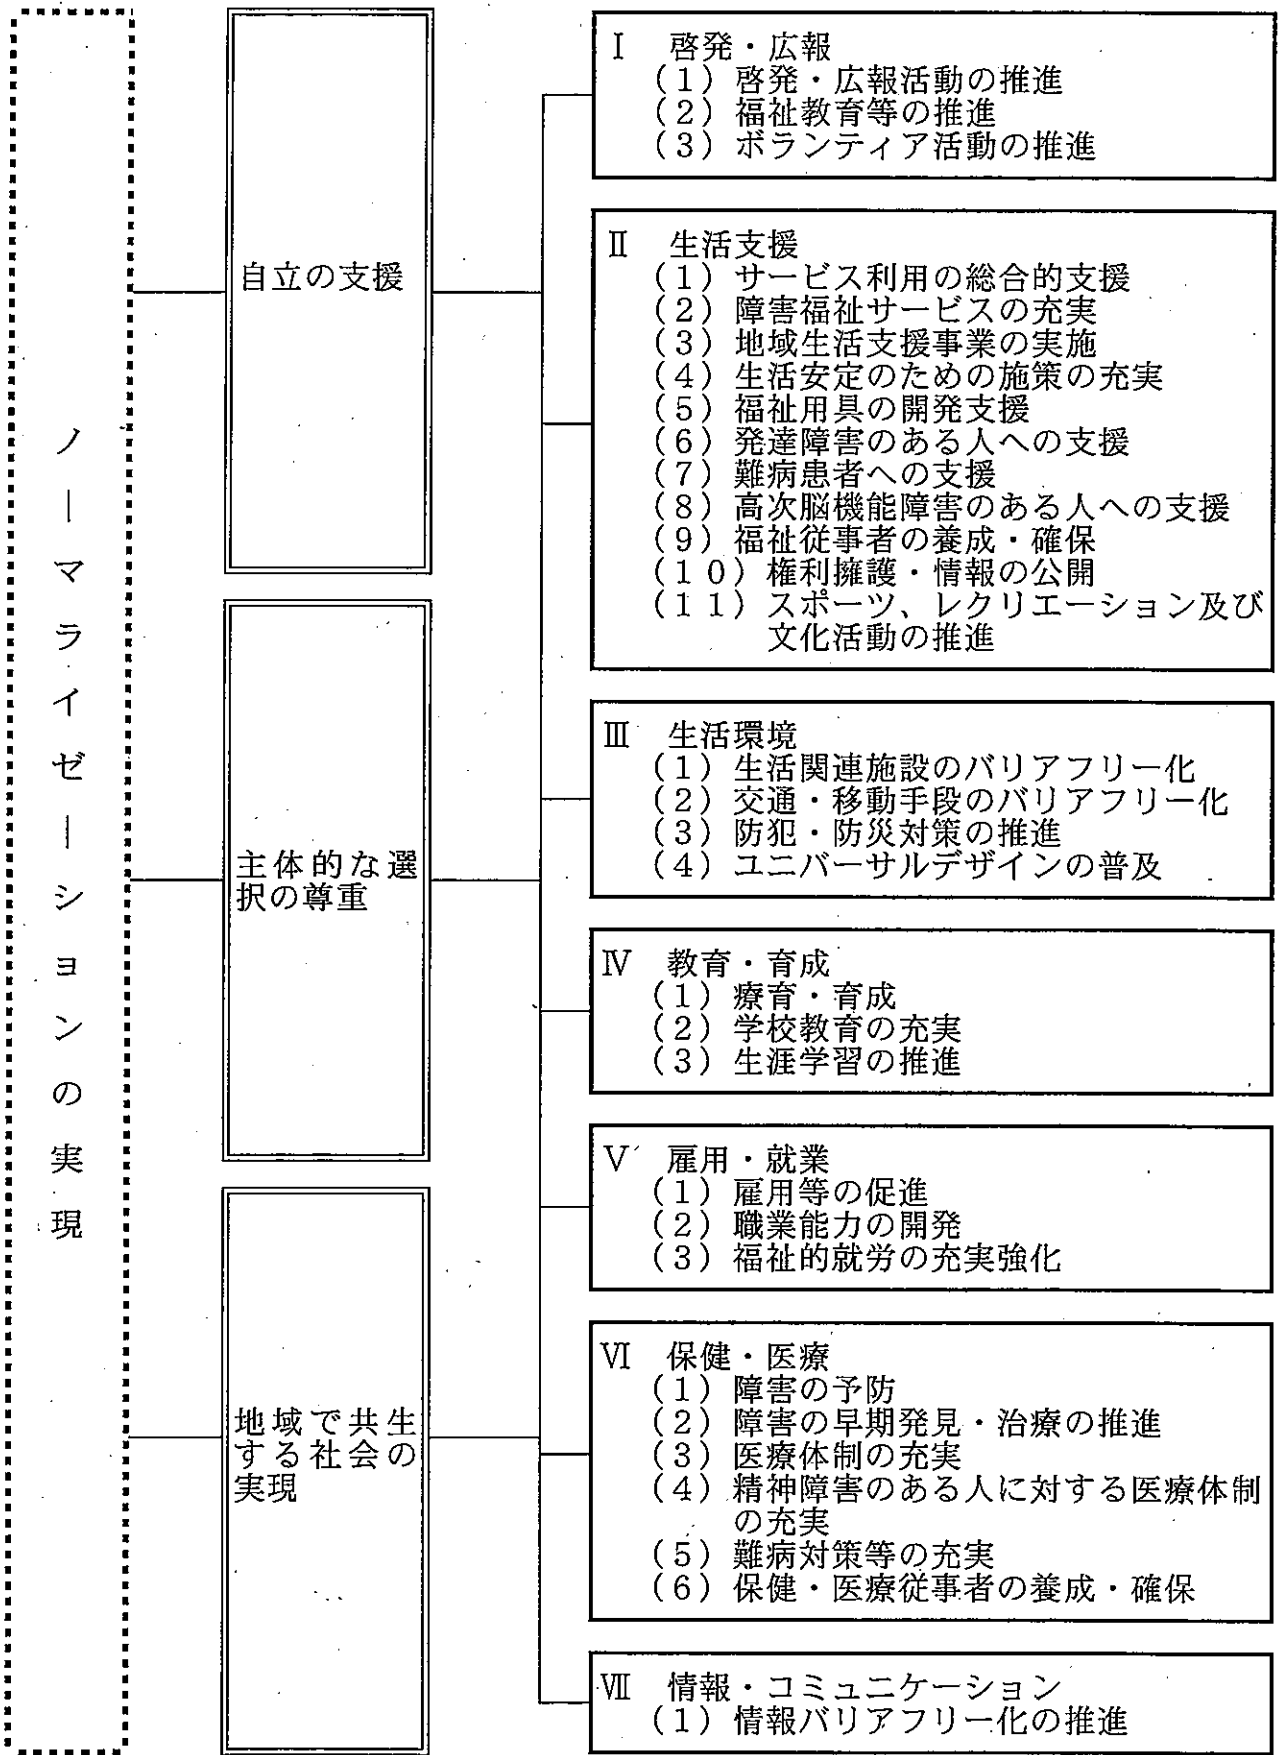 ノーマライゼーションの実現
自立の支援
主体的な選
択の尊重
地域で共生
する社会の
実現
Ⅰ 啓発・広報
(1) 啓発・広報活動の推進
(2) 福祉教育等の推進
(3) ボランティア活動の推進
Ⅱ 生活支援
(1) サービス利用の総合的支援
(2) 障害福祉サービスの充実
(3) 地域生活支援事業の実施
(4) 生活安定のための施策の充実
(5) 福祉用具の開発支援
(6) 発達障害のある人への支援
(7) 難病患者への支援
(8) 高次脳機能障害のある人への支援
(9) 福祉従事者の養成・確保
(10) 権利擁護・情報の公開
(11) スポーツ、レクリエーション及び
文化活動の推進
Ⅲ 生活環境
(1) 生活関連施設のバリアフリー化
(2) 交通・移動手段のバリアフリー化
(3) 防犯・防災対策の推進
(4) ユニバーサルデザインの普及
Ⅳ 教育・育成
(1) 療育・育成
(2) 学校教育の充実
(3) 生涯学習の推進
Ⅴ 雇用・就業
(1) 雇用等の促進
(2) 職業能力の開発
(3) 福祉的就労の充実強化
Ⅵ 保健・医療
(1) 障害の予防
(2) 障害の早期発見・治療の推進
(3) 医療体制の充実
(4) 精神障害のある人に対する医療体制
の充実
(5) 難病対策等の充実
(6) 保健・医療従事者の養成・確保
Ⅶ 情報・コミュニケーション
(1) 情報バリアフリー化の推進